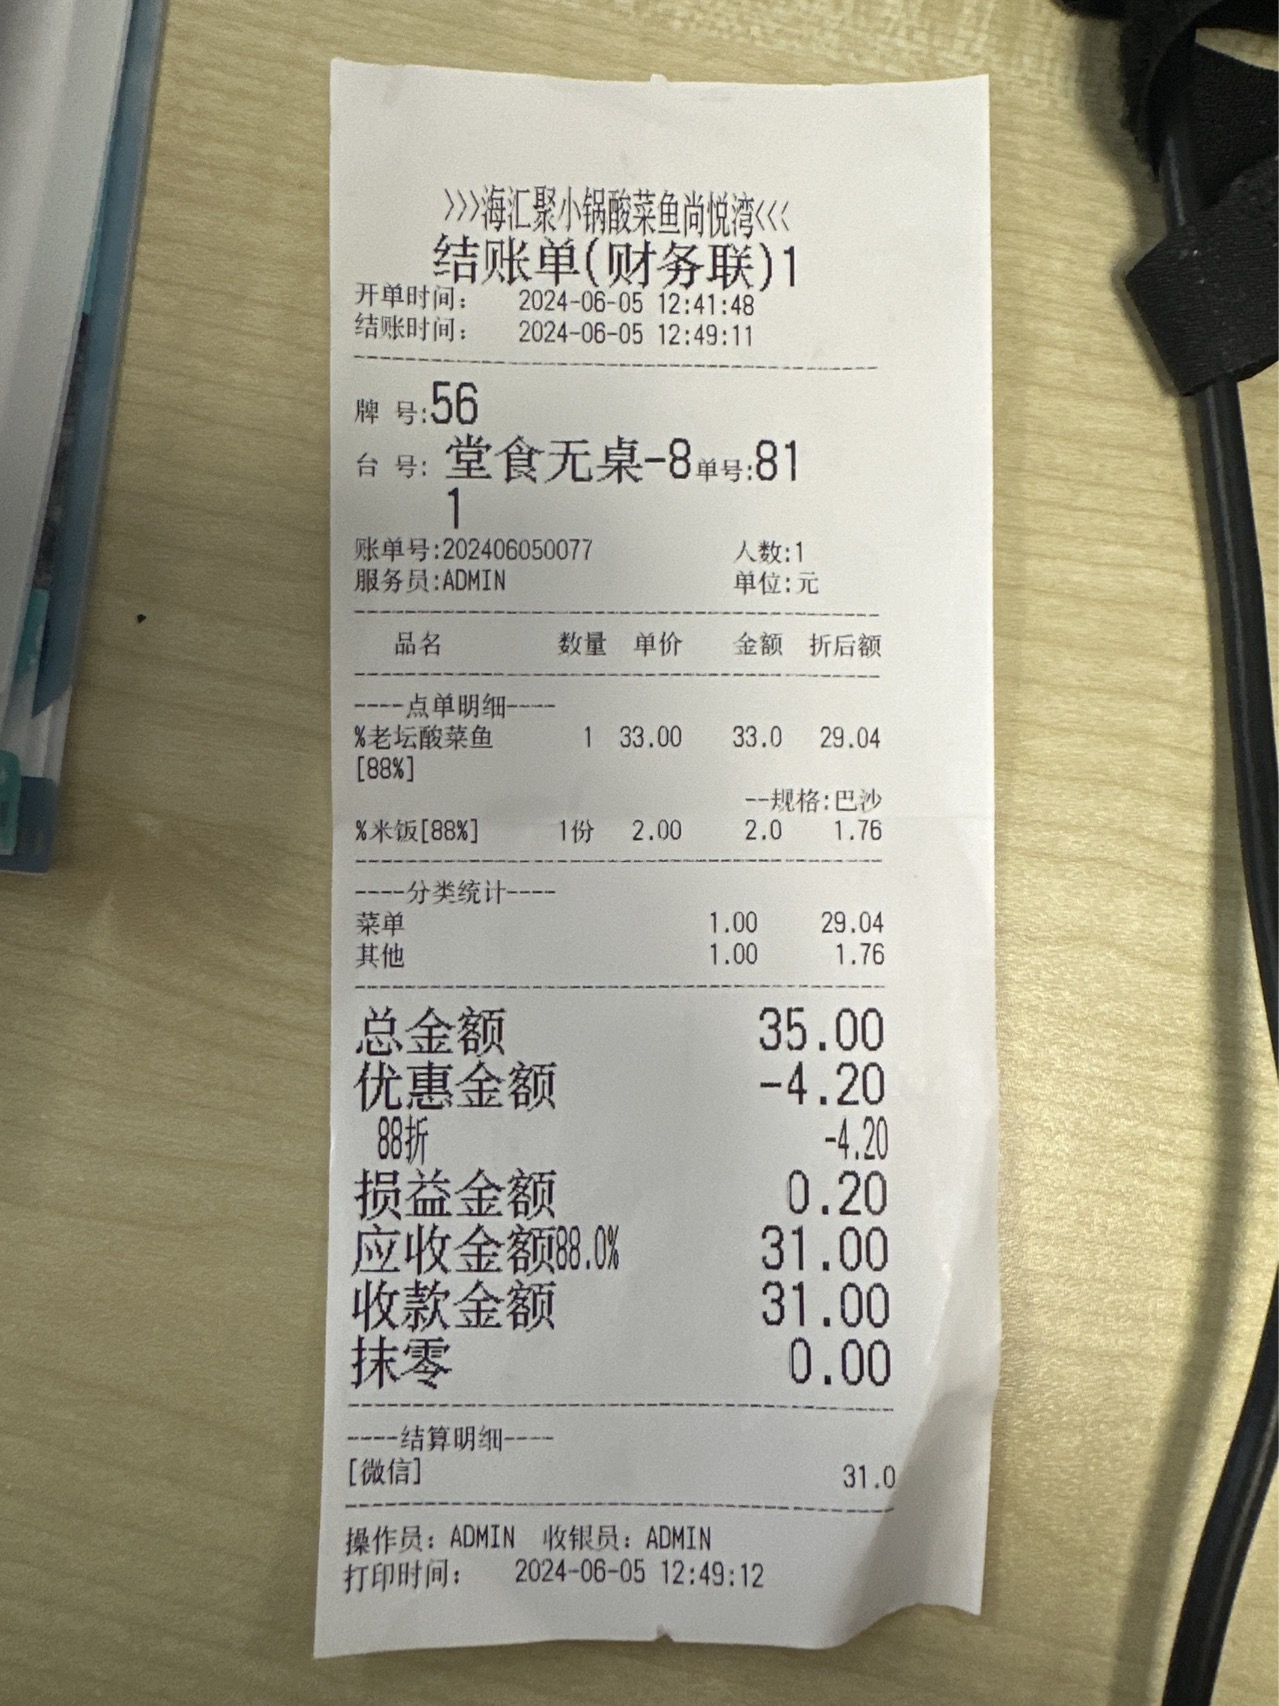 >>>海汇聚小锅酸菜鱼尚悦湾<<<
结账单(财务联)1
开单时间: 2024-06-05 12:41:48
结账时间: 2024-06-05 12:49:11
牌 号:56
台 号: 堂食无桌-8单号:81
1
账单号:202406050077 人数:1
服务员:ADMIN 单位:元
品名 数量 单价 金额 折后额
----点单明细----
%老坛酸菜鱼 1 33.00 33.0 29.04
[88%]
--规格:巴沙
%米饭[88%] 1份 2.00 2.0 1.76
----分类统计----
菜单 1.00 29.04
其他 1.00 1.76
总金额 35.00
优惠金额 -4.20
88折 -4.20
损益金额 0.20
应收金额88.0% 31.00
收款金额 31.00
抹零 0.00
----结算明细----
[微信] 31.0
操作员: ADMIN 收银员: ADMIN
打印时间: 2024-06-05 12:49:12